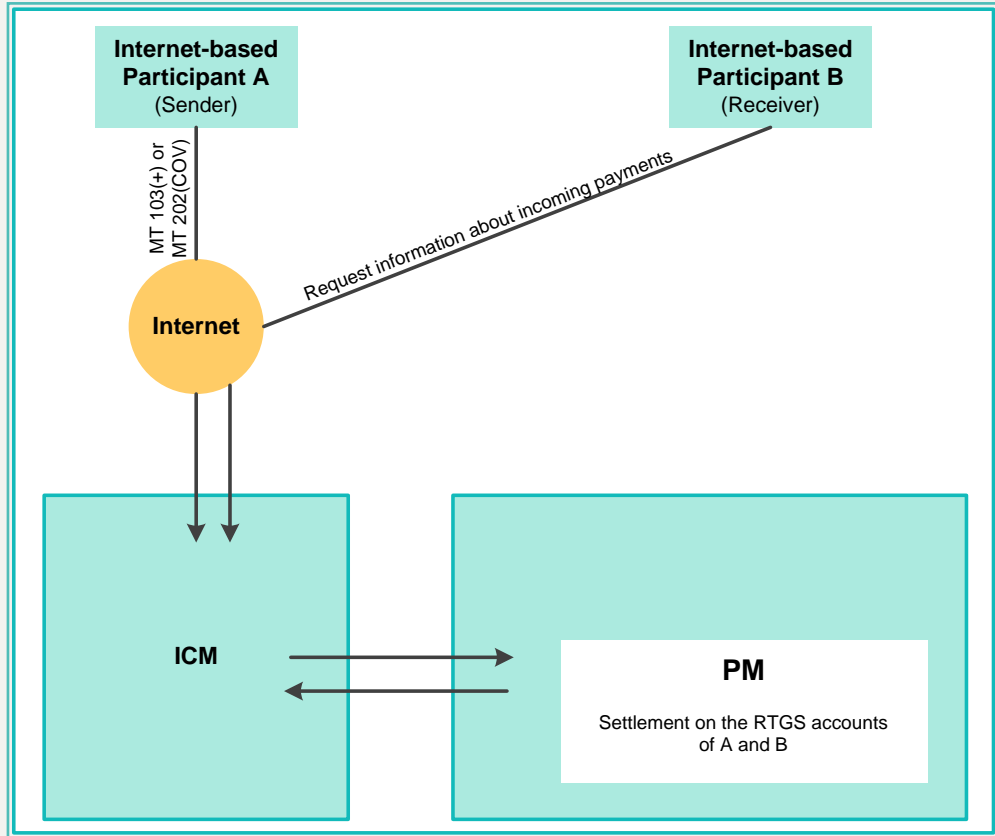 Internet-based
Participant A
(Sender)
Internet-based
Participant B
(Receiver)
MT 103(+) or
MT 202(COV)
Request information about incoming payments
Internet
ICM
PM
Settlement on the RTGS accounts
of A and B